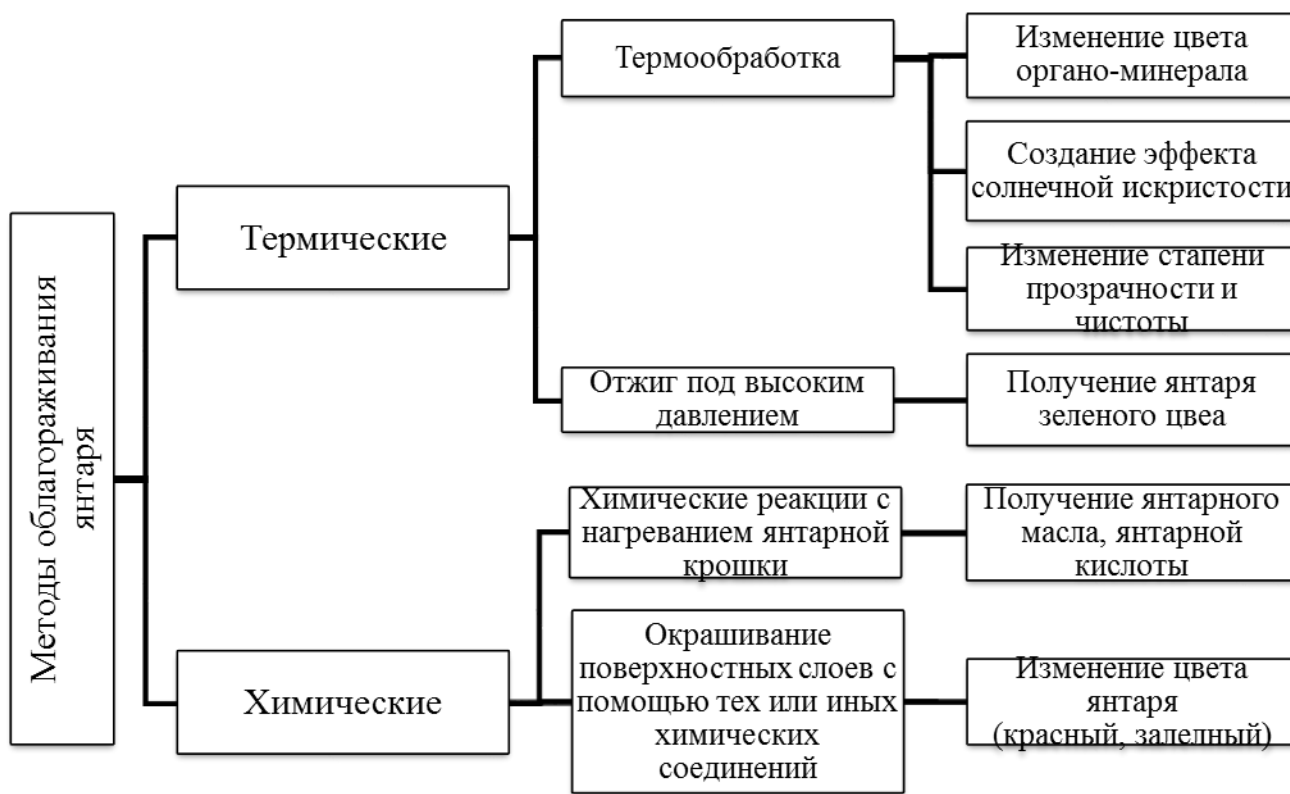 Методы облагораживания
янтаря
Термические
Термообработка
Изменение цвета
органо-минерала
Создание эффекта
солнечной искристости
Изменение стапени
прозрачности и
чистоты
Отжиг под высоким
давлением
Получение янтаря
зеленого цвеа
Химические
Химические реакции с
нагреванием янтарной
крошки
Получение янтарного
масла, янтарной
кислоты
Окрашивание
поверхностных слоев с
помощью тех или иных
химических
соединений
Изменение цвета
янтаря
(красный, залелный)